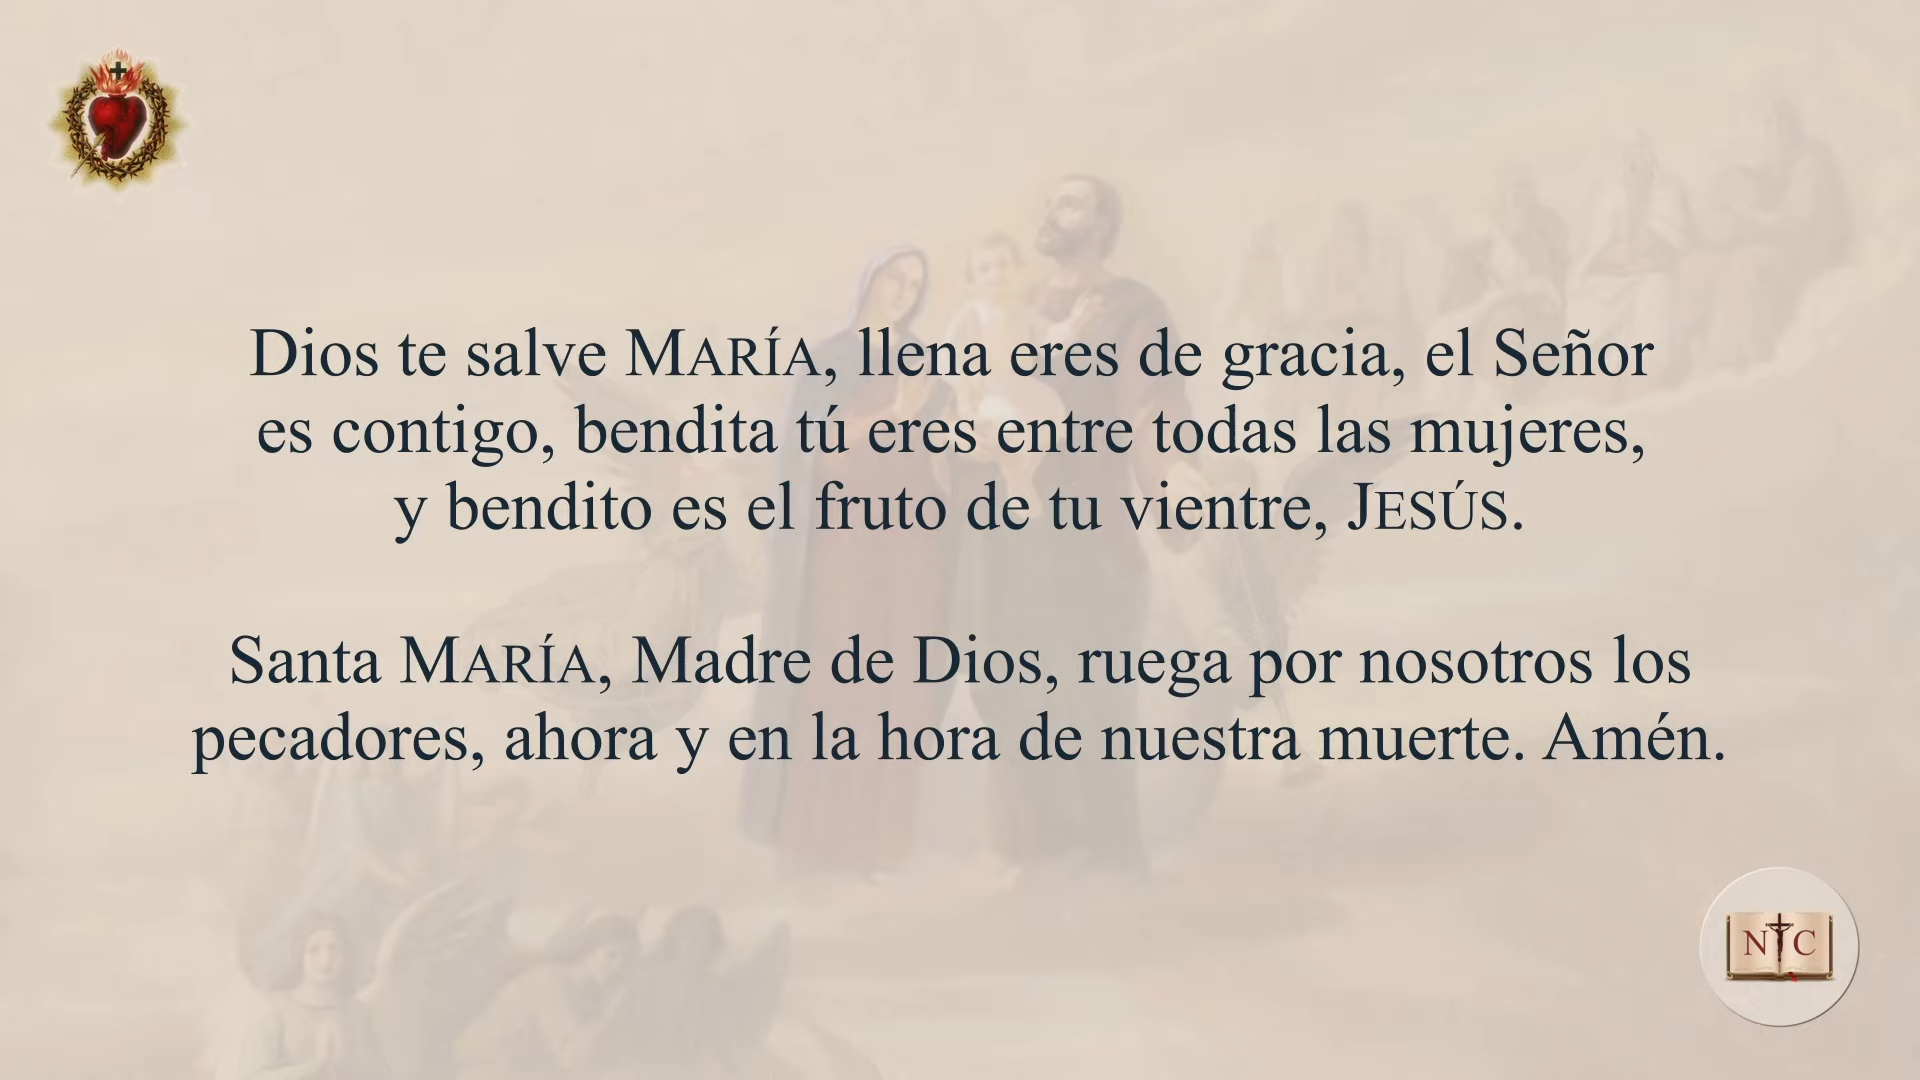 Dios te salve MARÍA, llena eres de gracia, el Señor
es contigo, bendita tú eres entre todas las mujeres,
y bendito es el fruto de tu vientre, JESÚS.
Santa MARÍA, Madre de Dios, ruega por nosotros los
pecadores, ahora y en la hora de nuestra muerte. Amén.
N C